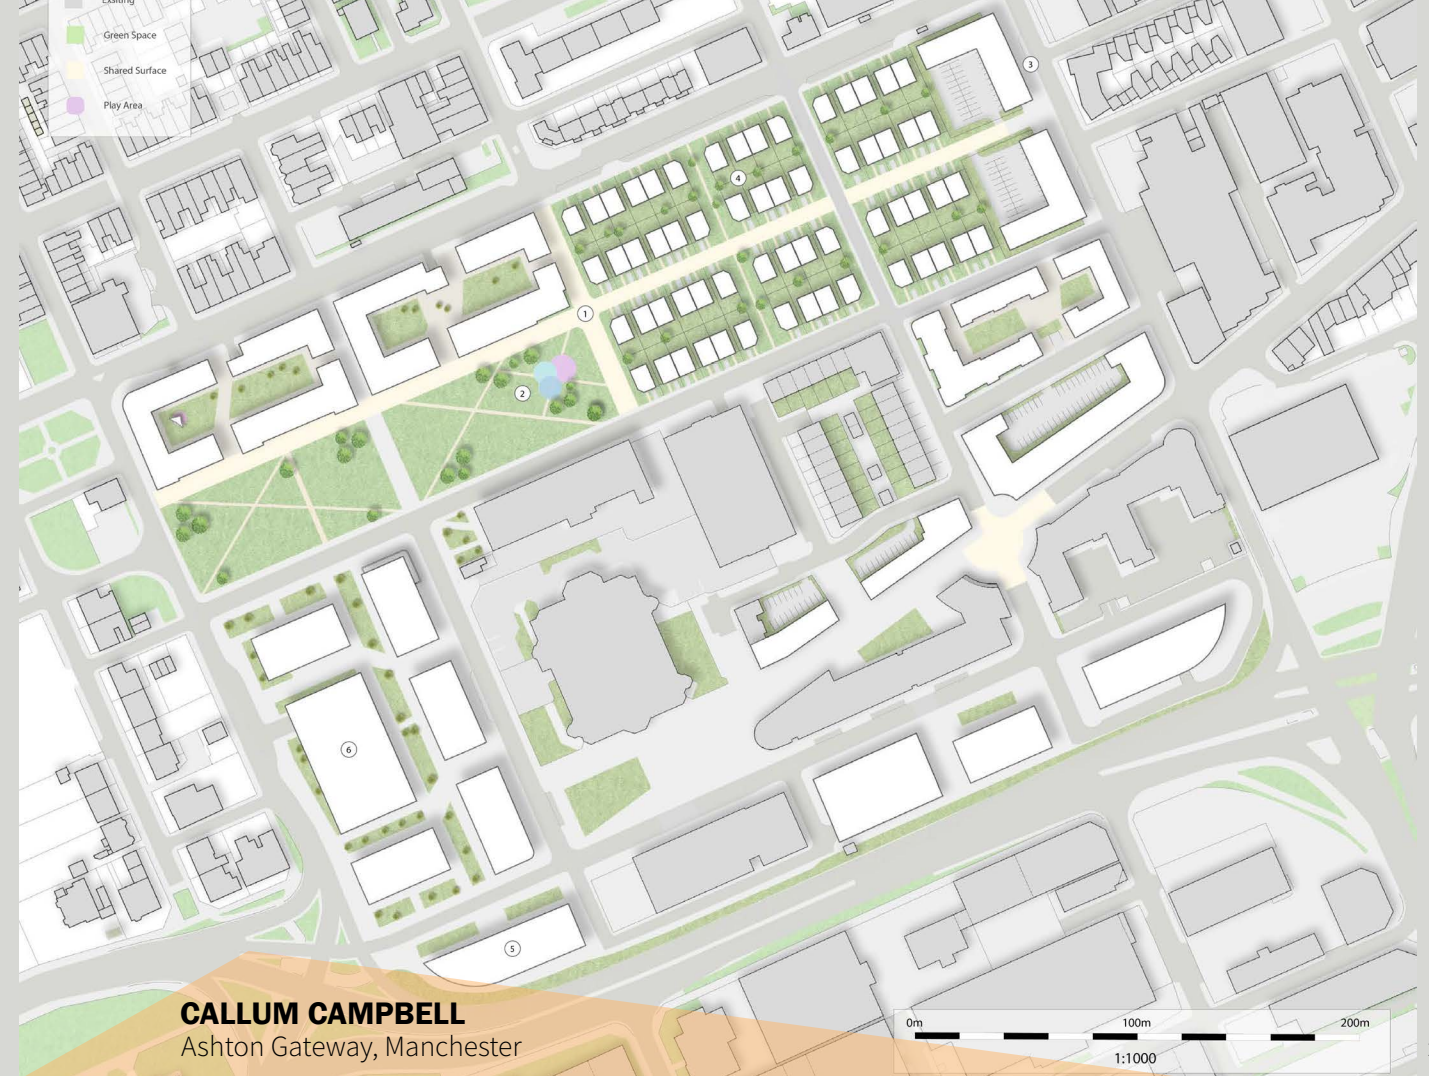 Exsiting
Green Space
Shared Surface
Play Area
3
4
1
2
6
5
CALLUM CAMPBELL
Ashton Gateway, Manchester
0m 100m 200m
1:1000